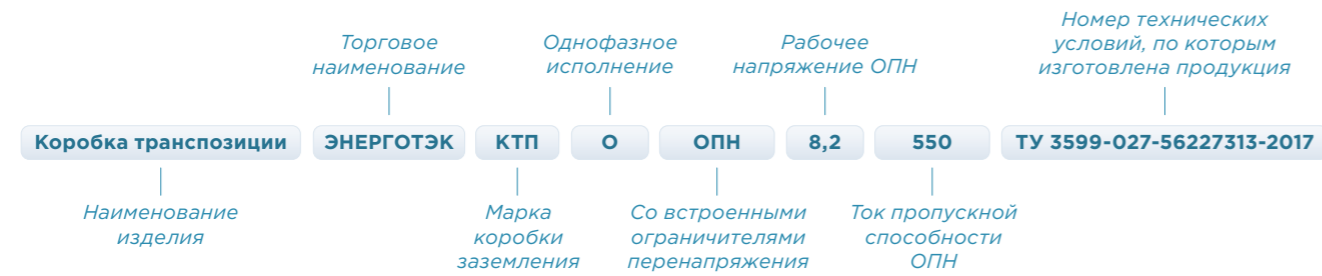 Номер технических
условий, по которым
изготовлена продукция
Торговое
наименование
Однофазное
исполнение
Рабочее
напряжение ОПН
Коробка транспозиции ЭНЕРГОТЭК КТП О ОПН 8,2 550 ТУ 3599-027-56227313-2017
Наименование
изделия
Марка
коробки
заземления
Со встроенными
ограничителями
перенапряжения
Ток пропускной
способности
ОПН